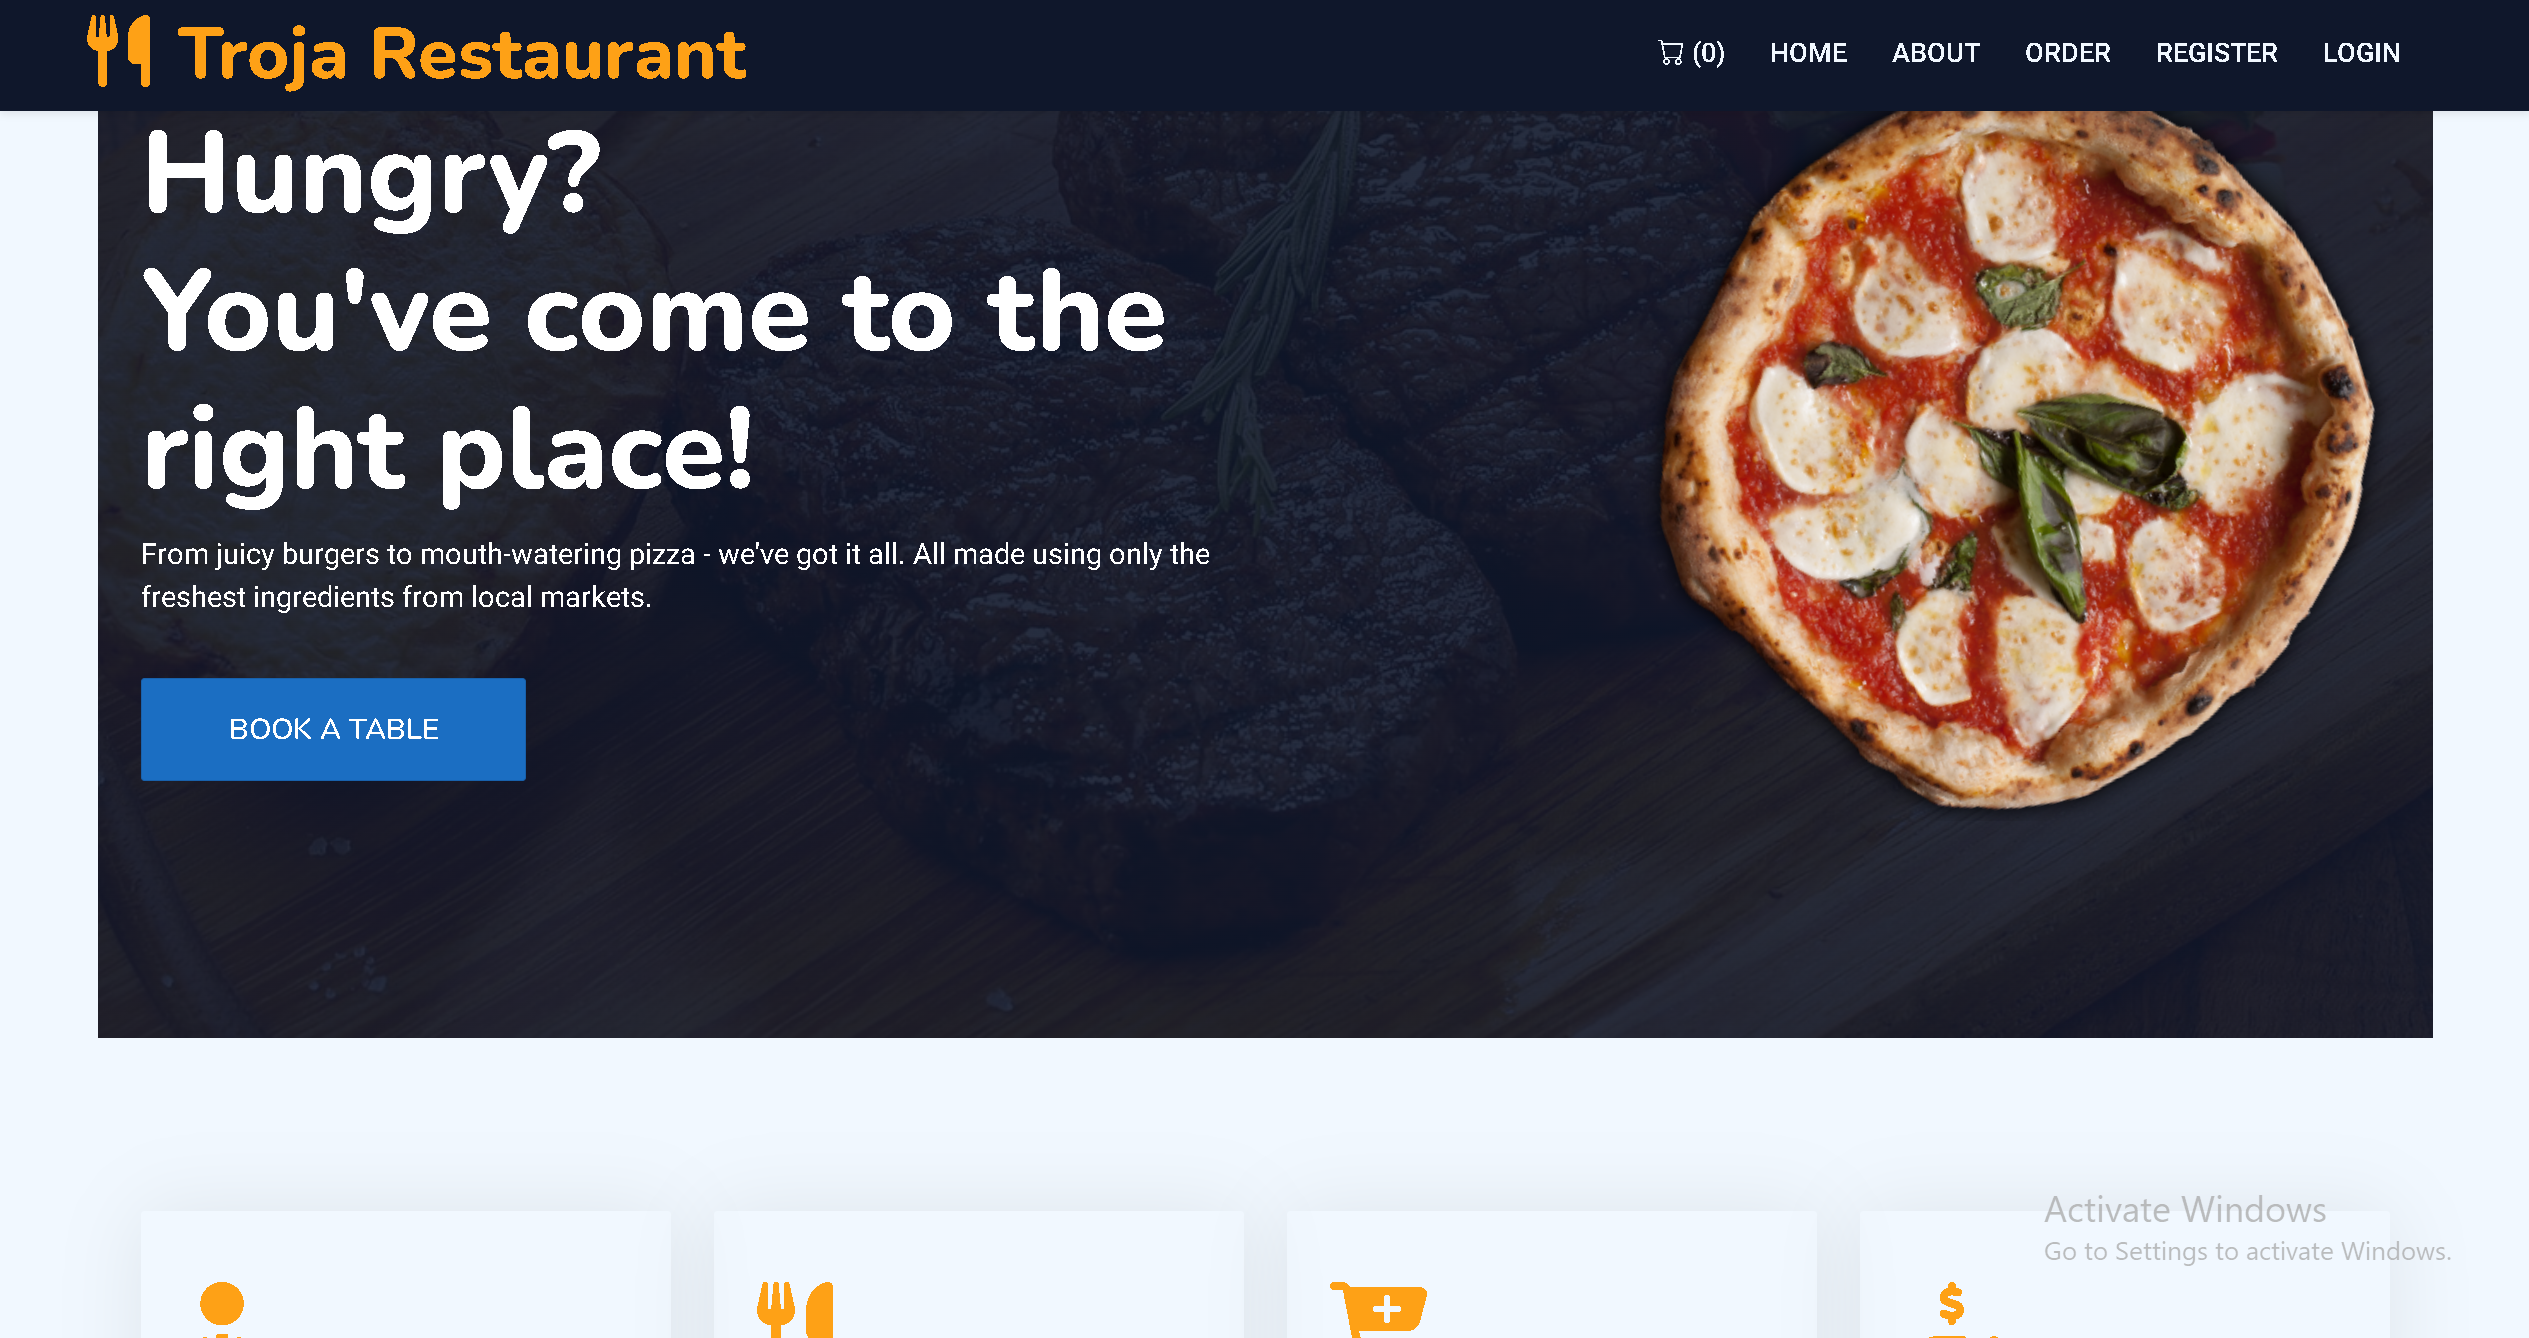 Troja Restaurant
(0) HOME ABOUT ORDER REGISTER LOGIN
Hungry?
You've come to the
right place!
From juicy burgers to mouth-watering pizza - we've got it all. All made using only the
freshest ingredients from local markets.
BOOK A TABLE
Activate Windows
Go to Settings to activate Windows.